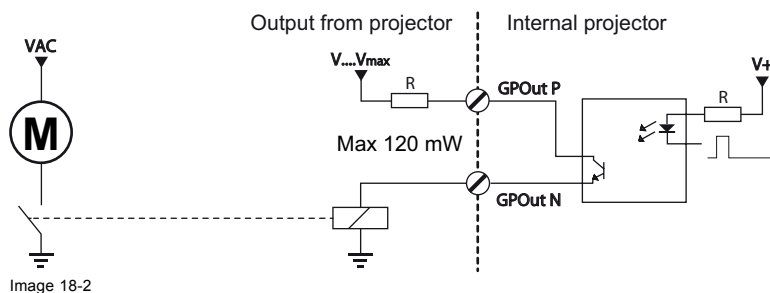 Output from projector
Internal projector
VAC
V....Vmax
V+
R
GPOut P
R
M
Max 120 mW
GPOut N
Image 18-2